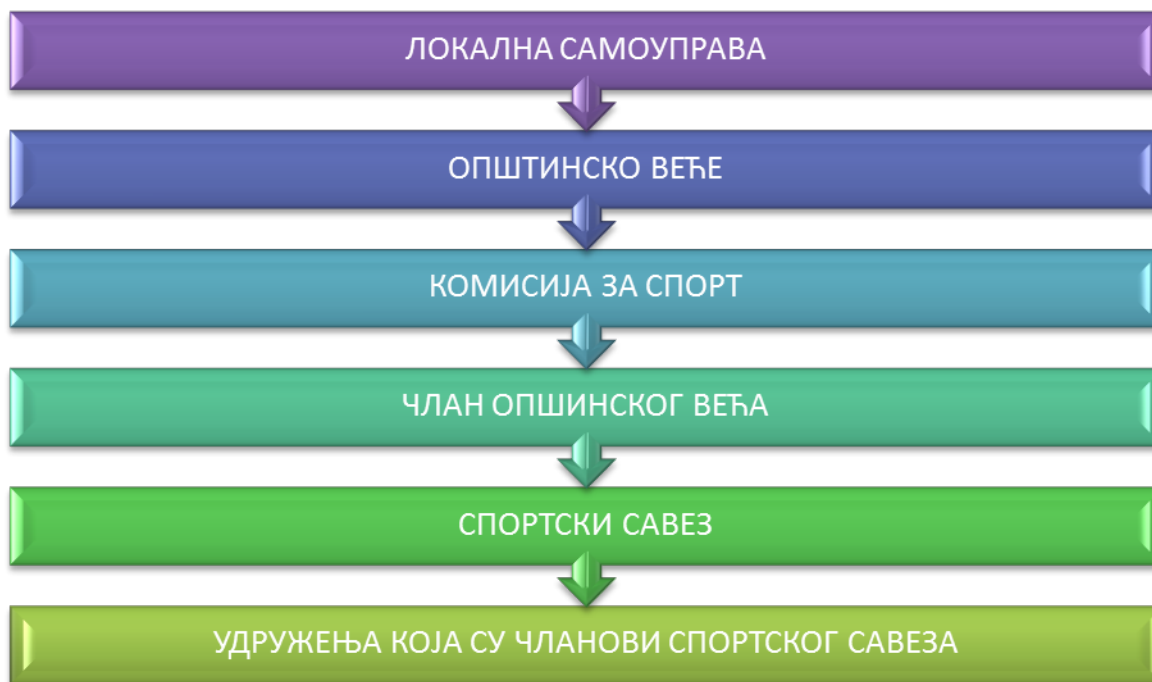 ЛОКАЛНА САМОУПРАВА
ОПШТИНСКО ВЕЋЕ
КОМИСИЈА ЗА СПОРТ
ЧЛАН ОПШИНСКОГ ВЕЋА
СПОРТСКИ САВЕЗ
УДРУЖЕЊА КОЈА СУ ЧЛАНОВИ СПОРТСКОГ САВЕЗА